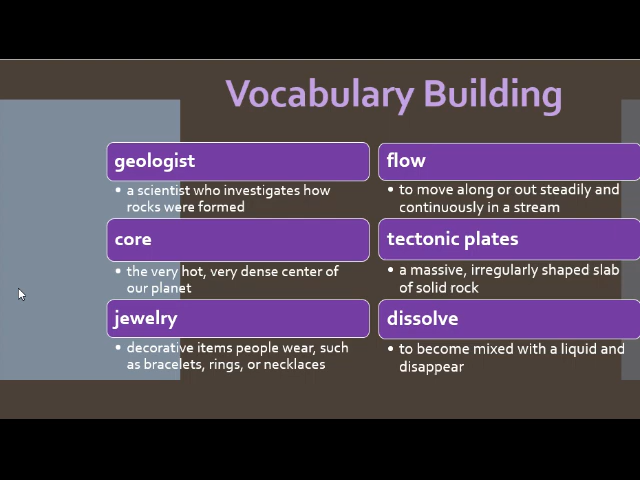 Vocabulary Building
geologist
• a scientist who investigates how
rocks were formed
core
• the very hot, very dense center of
our planet
jewelry
• decorative items people wear, such
as bracelets, rings, or necklaces
flow
• to move along or out steadily and
continuously in a stream
tectonic plates
• a massive, irregularly shaped slab
of solid rock
dissolve
• to become mixed with a liquid and
disappear